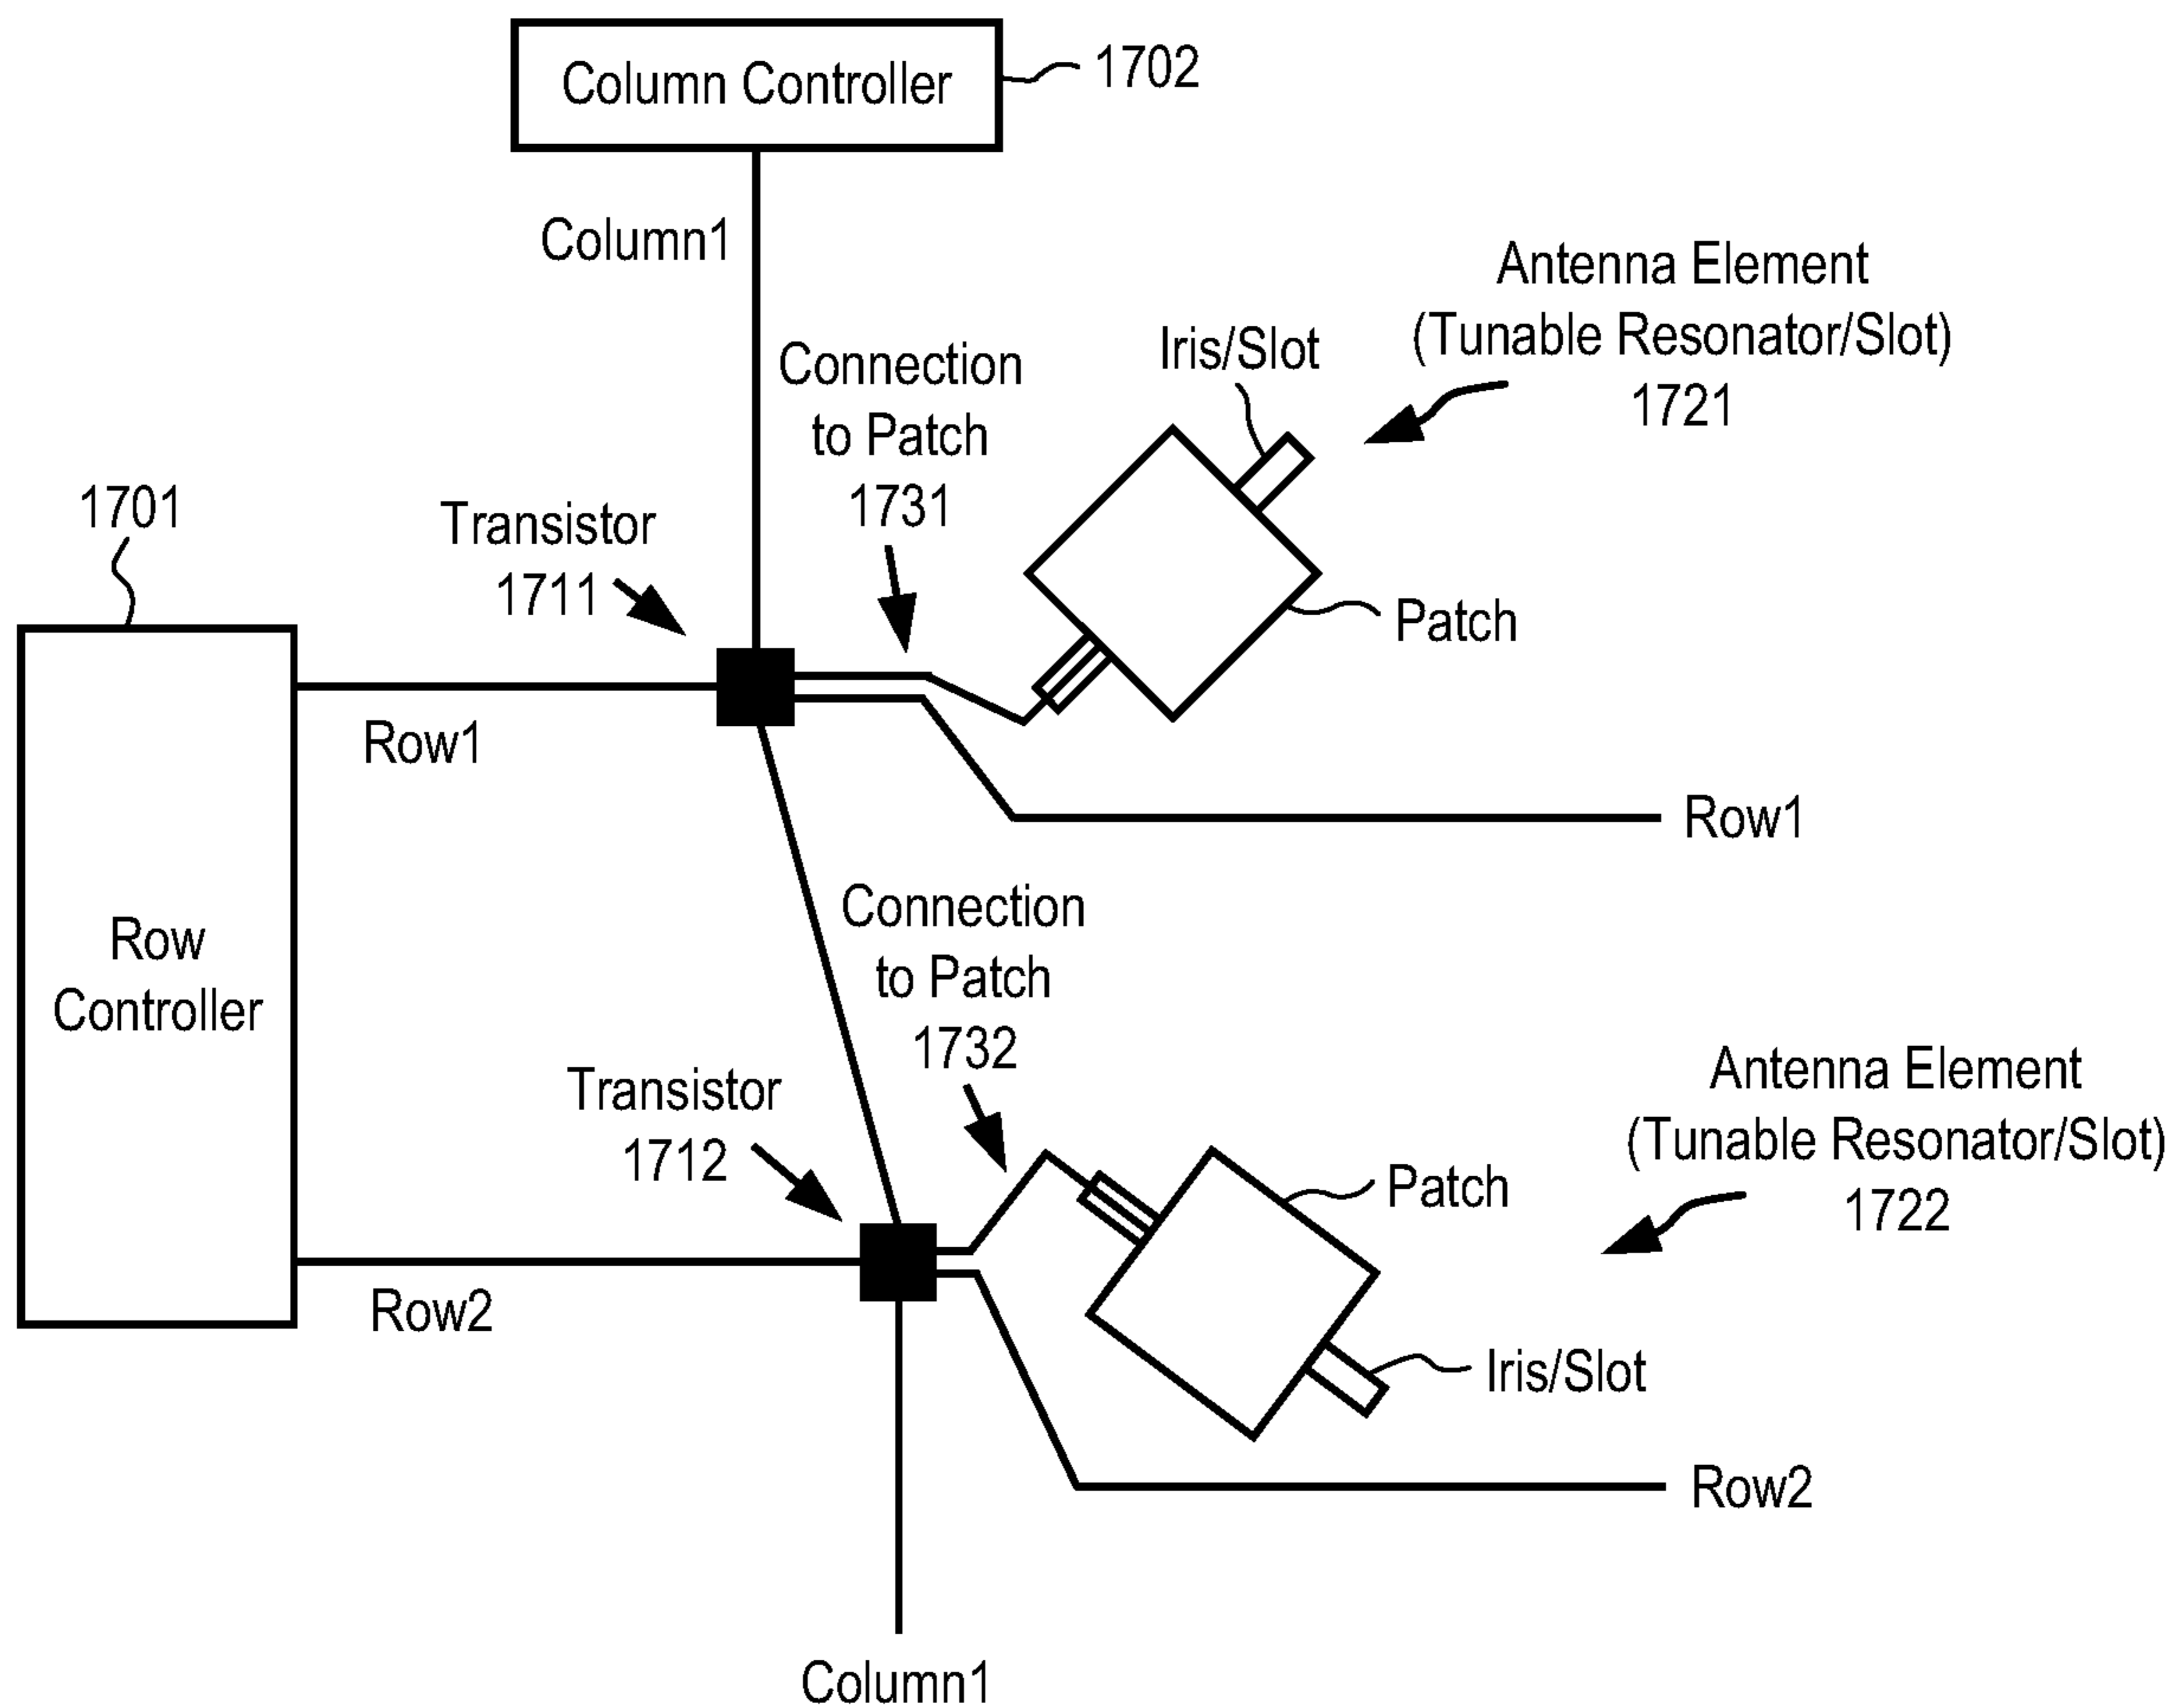 Column Controller
1702
Column1
Antenna Element
(Tunable Resonator/Slot)
1721
Iris/Slot
Connection
to Patch
1731
1701
Transistor
1711
Patch
Row1
Row1
Connection
to Patch
1732
Row
Controller
Antenna Element
(Tunable Resonator/Slot)
1722
Transistor
1712
Patch
Row2
Iris/Slot
Row2
Column1